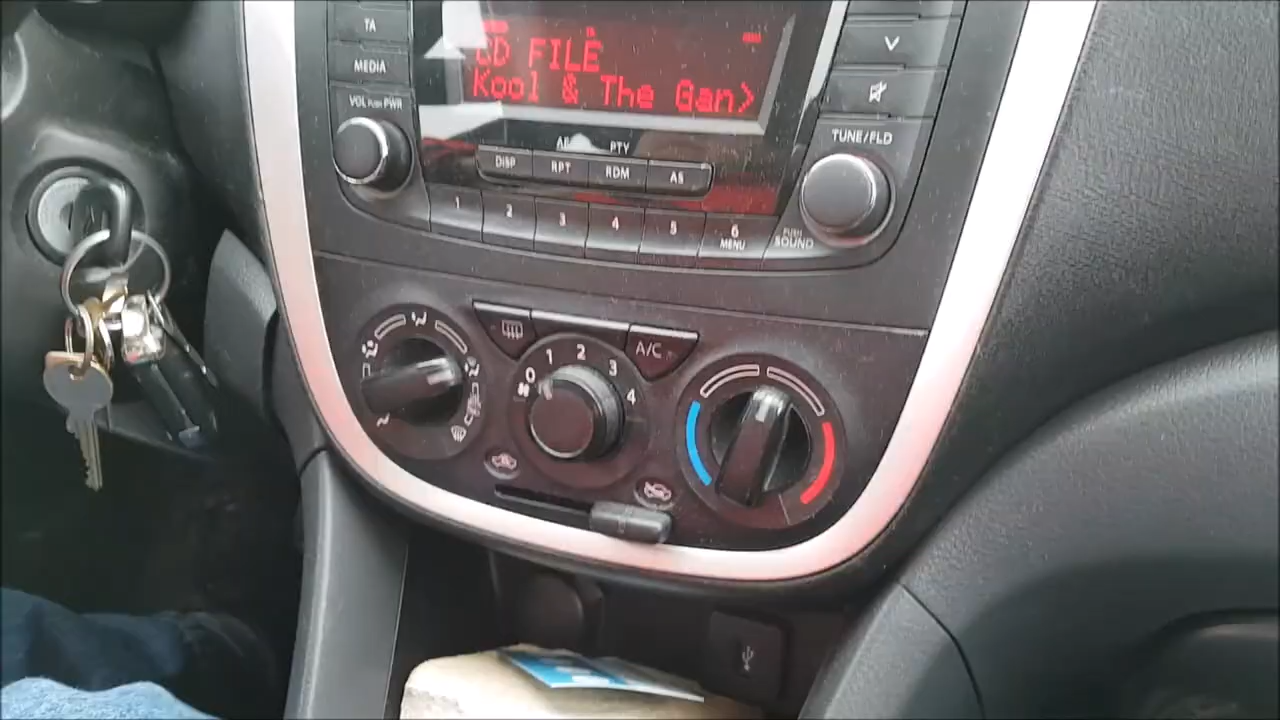 TA
MEDIA
VOL PUSH PWR
CD FILE
Kool & The Gan>
TUNE/FLD
PTY
DISP
RPT
RDM
AS
1
2
3
4
5
6
MENU
PUSH
SOUND
A/C
0
1
2
3
4